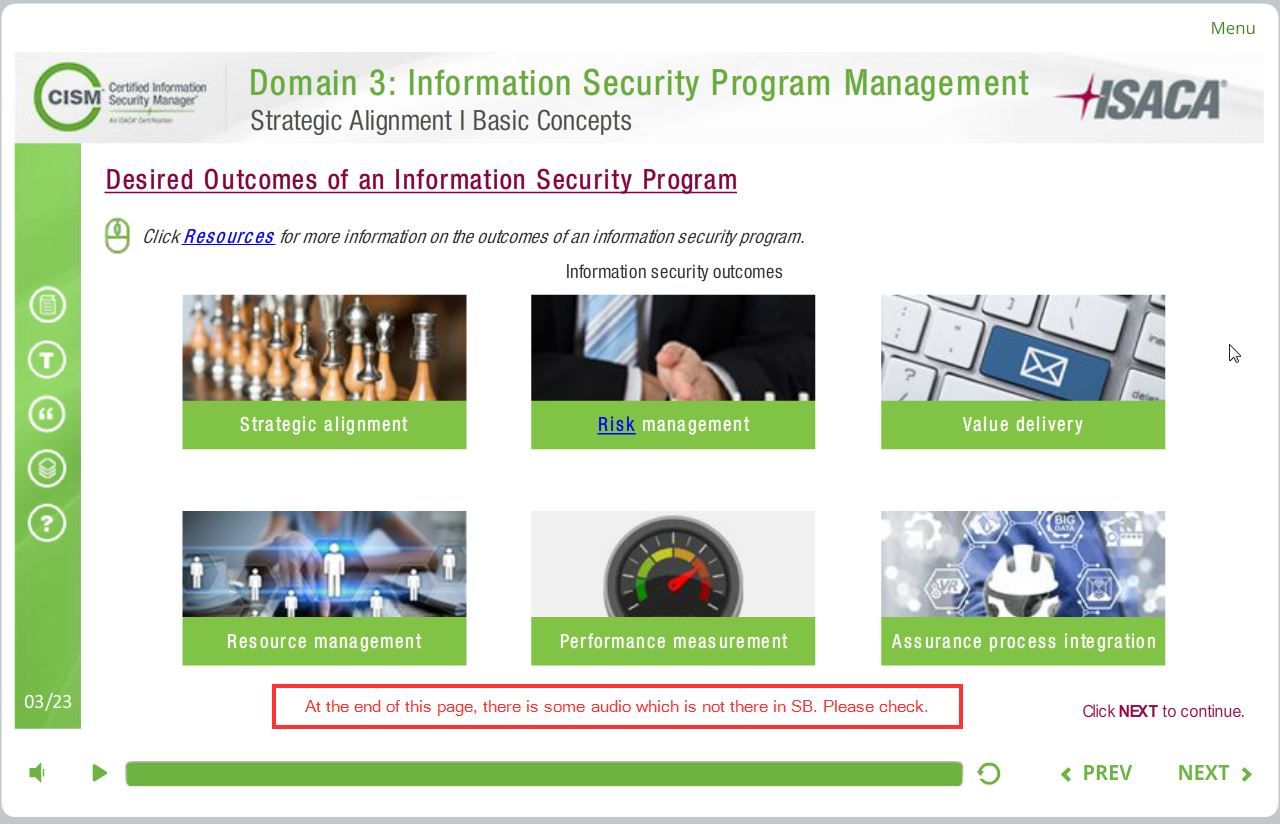 Menu
CISM
Certified Information
Security Manager®
An ISACA® Certification
Domain 3: Information Security Program Management
Strategic Alignment I Basic Concepts
ISACA®
Desired Outcomes of an Information Security Program
Click Resources for more information on the outcomes of an information security program.
Information security outcomes
Strategic alignment
Risk management
Value delivery
T
“
?
BIG
DATA
VR
Resource management
Performance measurement
Assurance process integration
03/23
At the end of this page, there is some audio which is not there in SB. Please check.
Click NEXT to continue.
PREV
NEXT